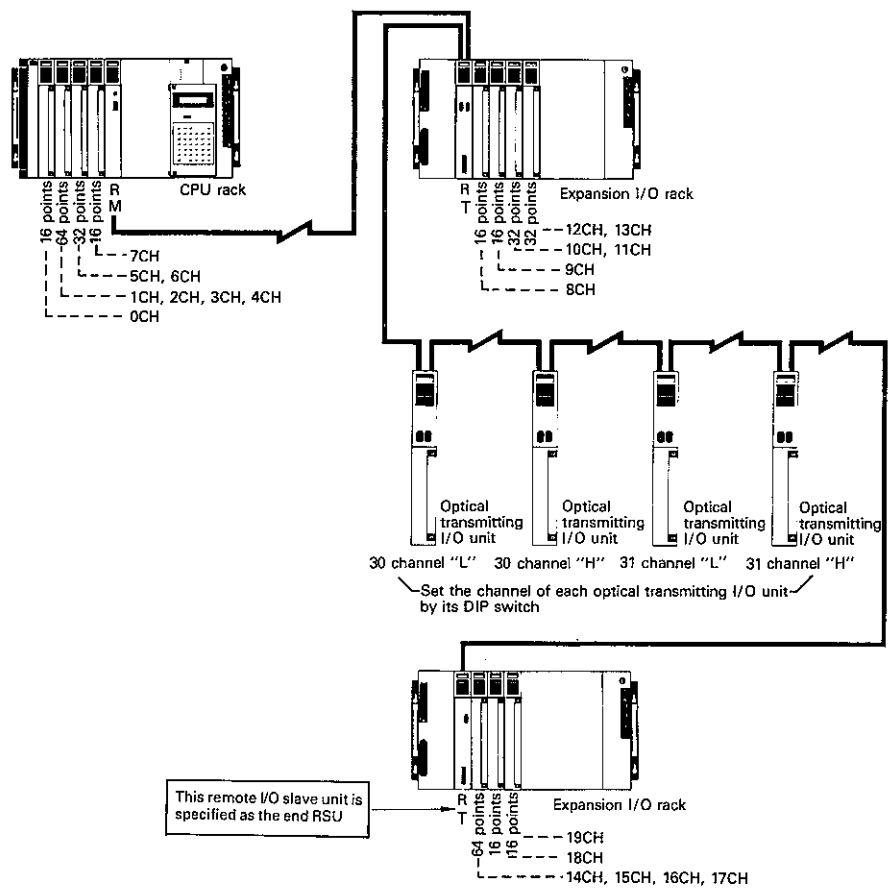 CPU rack
16 points
64 points
32 points
16 points
RM
7CH
5CH, 6CH
1CH, 2CH, 3CH, 4CH
0CH
Expansion I/O rack
RT
16 points
16 points
32 points
32 points
12CH, 13CH
10CH, 11CH
9CH
8CH
Optical
transmitting
I/O unit
Optical
transmitting
I/O unit
Optical
transmitting
I/O unit
Optical
transmitting
I/O unit
30 channel "L"
30 channel "H"
31 channel "L"
31 channel "H"
Set the channel of each optical transmitting I/O unit
by its DIP switch
This remote I/O slave unit is
specified as the end RSU
RT
64 points
16 points
16 points
Expansion I/O rack
19CH
18CH
14CH, 15CH, 16CH, 17CH